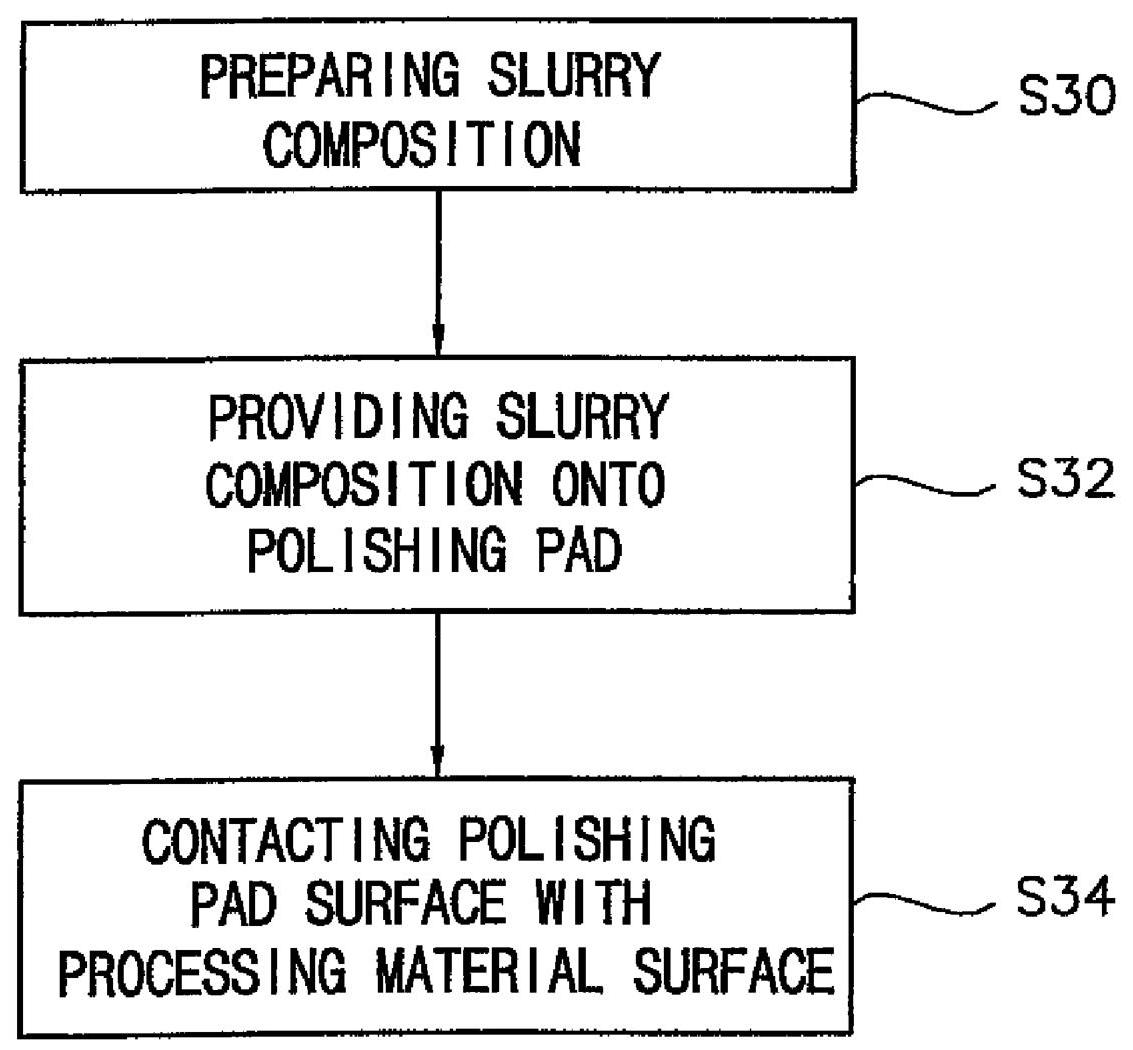 PREPARING SLURRY
COMPOSITION
S30
PROVIDING SLURRY
COMPOSITION ONTO
POLISHING PAD
S32
CONTACTING POLISHING
PAD SURFACE WITH
PROCESSING MATERIAL SURFACE
S34